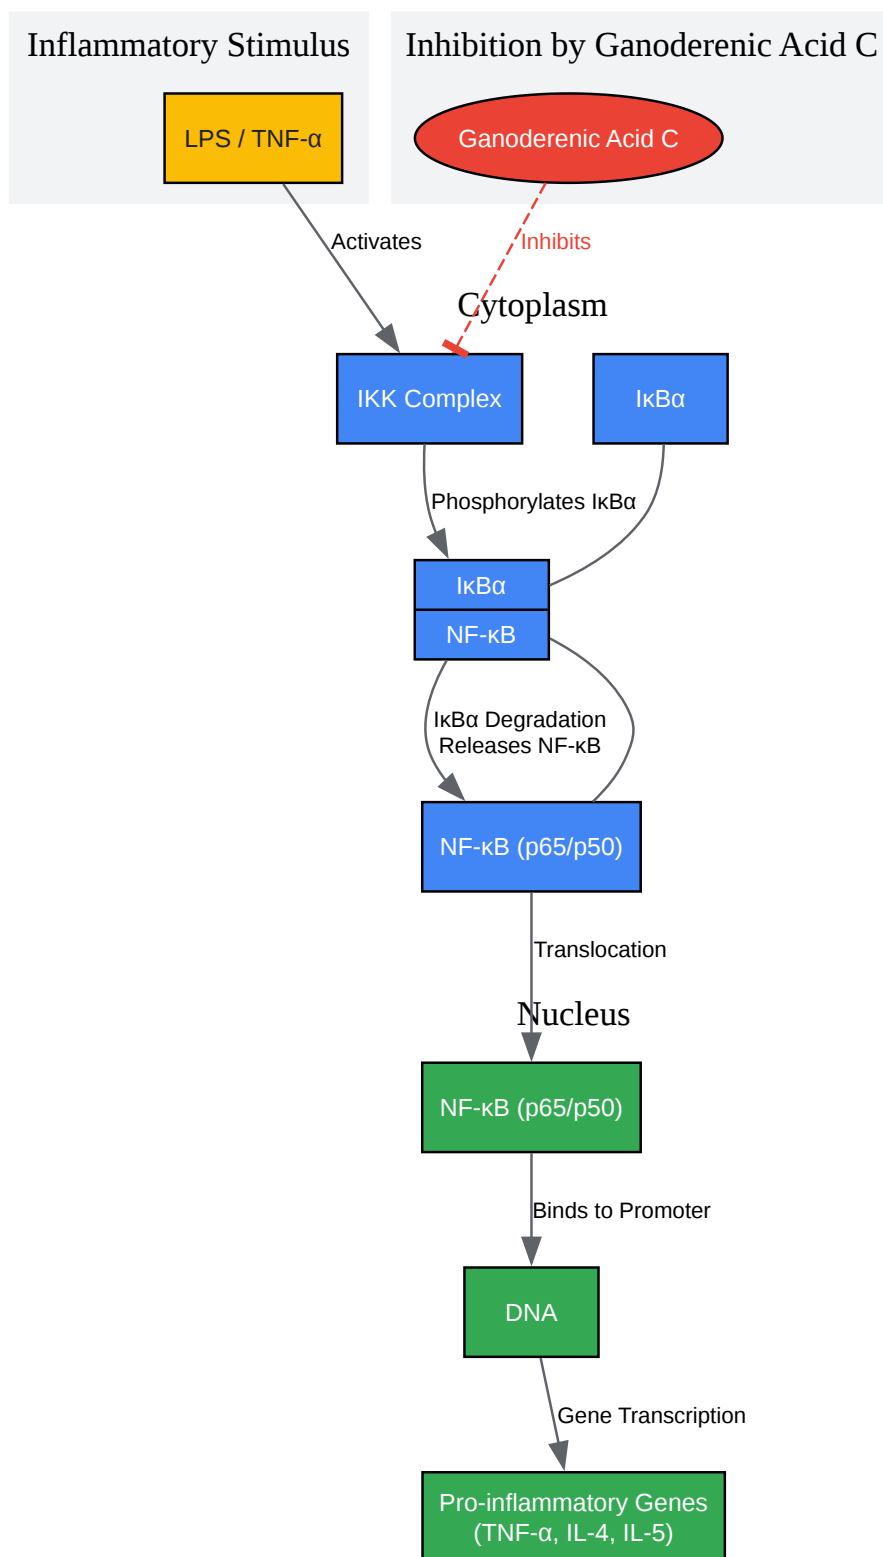 Inflammatory Stimulus
Inhibition by Ganoderenic Acid C
LPS / TNF-α
Ganoderenic Acid C
Activates
Inhibits
Cytoplasm
IKK Complex
IκBα
Phosphorylates IκBα
IκBα
NF-κB
IκBα Degradation
Releases NF-κB
NF-κB (p65/p50)
Translocation
Nucleus
NF-κB (p65/p50)
Binds to Promoter
DNA
Gene Transcription
Pro-inflammatory Genes
(TNF-α, IL-4, IL-5)